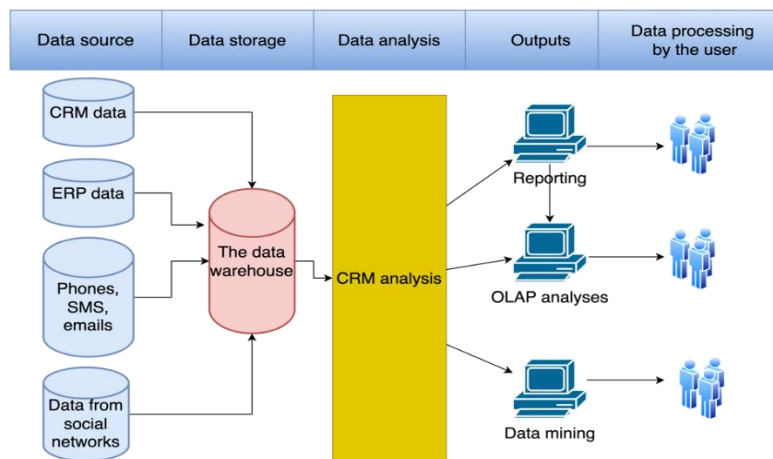 Data source
Data storage
Data analysis
Outputs
Data processing
by the user
CRM data
ERP data
Phones,
SMS,
emails
Data from
social
networks
The data
warehouse
CRM analysis
Reporting
OLAP analyses
Data mining